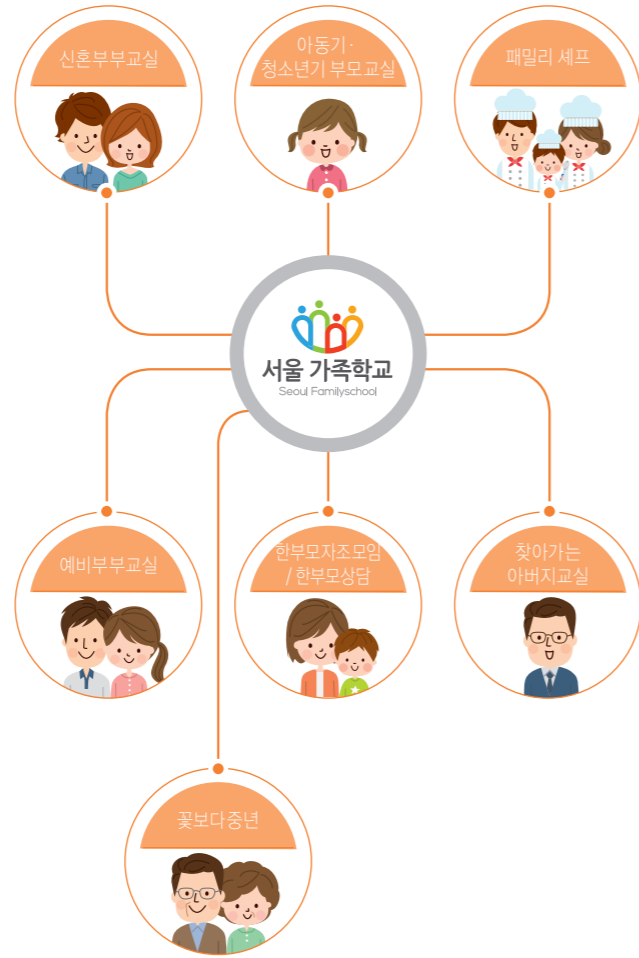 신혼부부교실
아동기·
청소년기 부모교실
패밀리 셰프
서울 가족학교
Seoul Familyschool
예비부부교실
한부모자조모임
/ 한부모상담
찾아가는
아버지교실
꽃보다중년